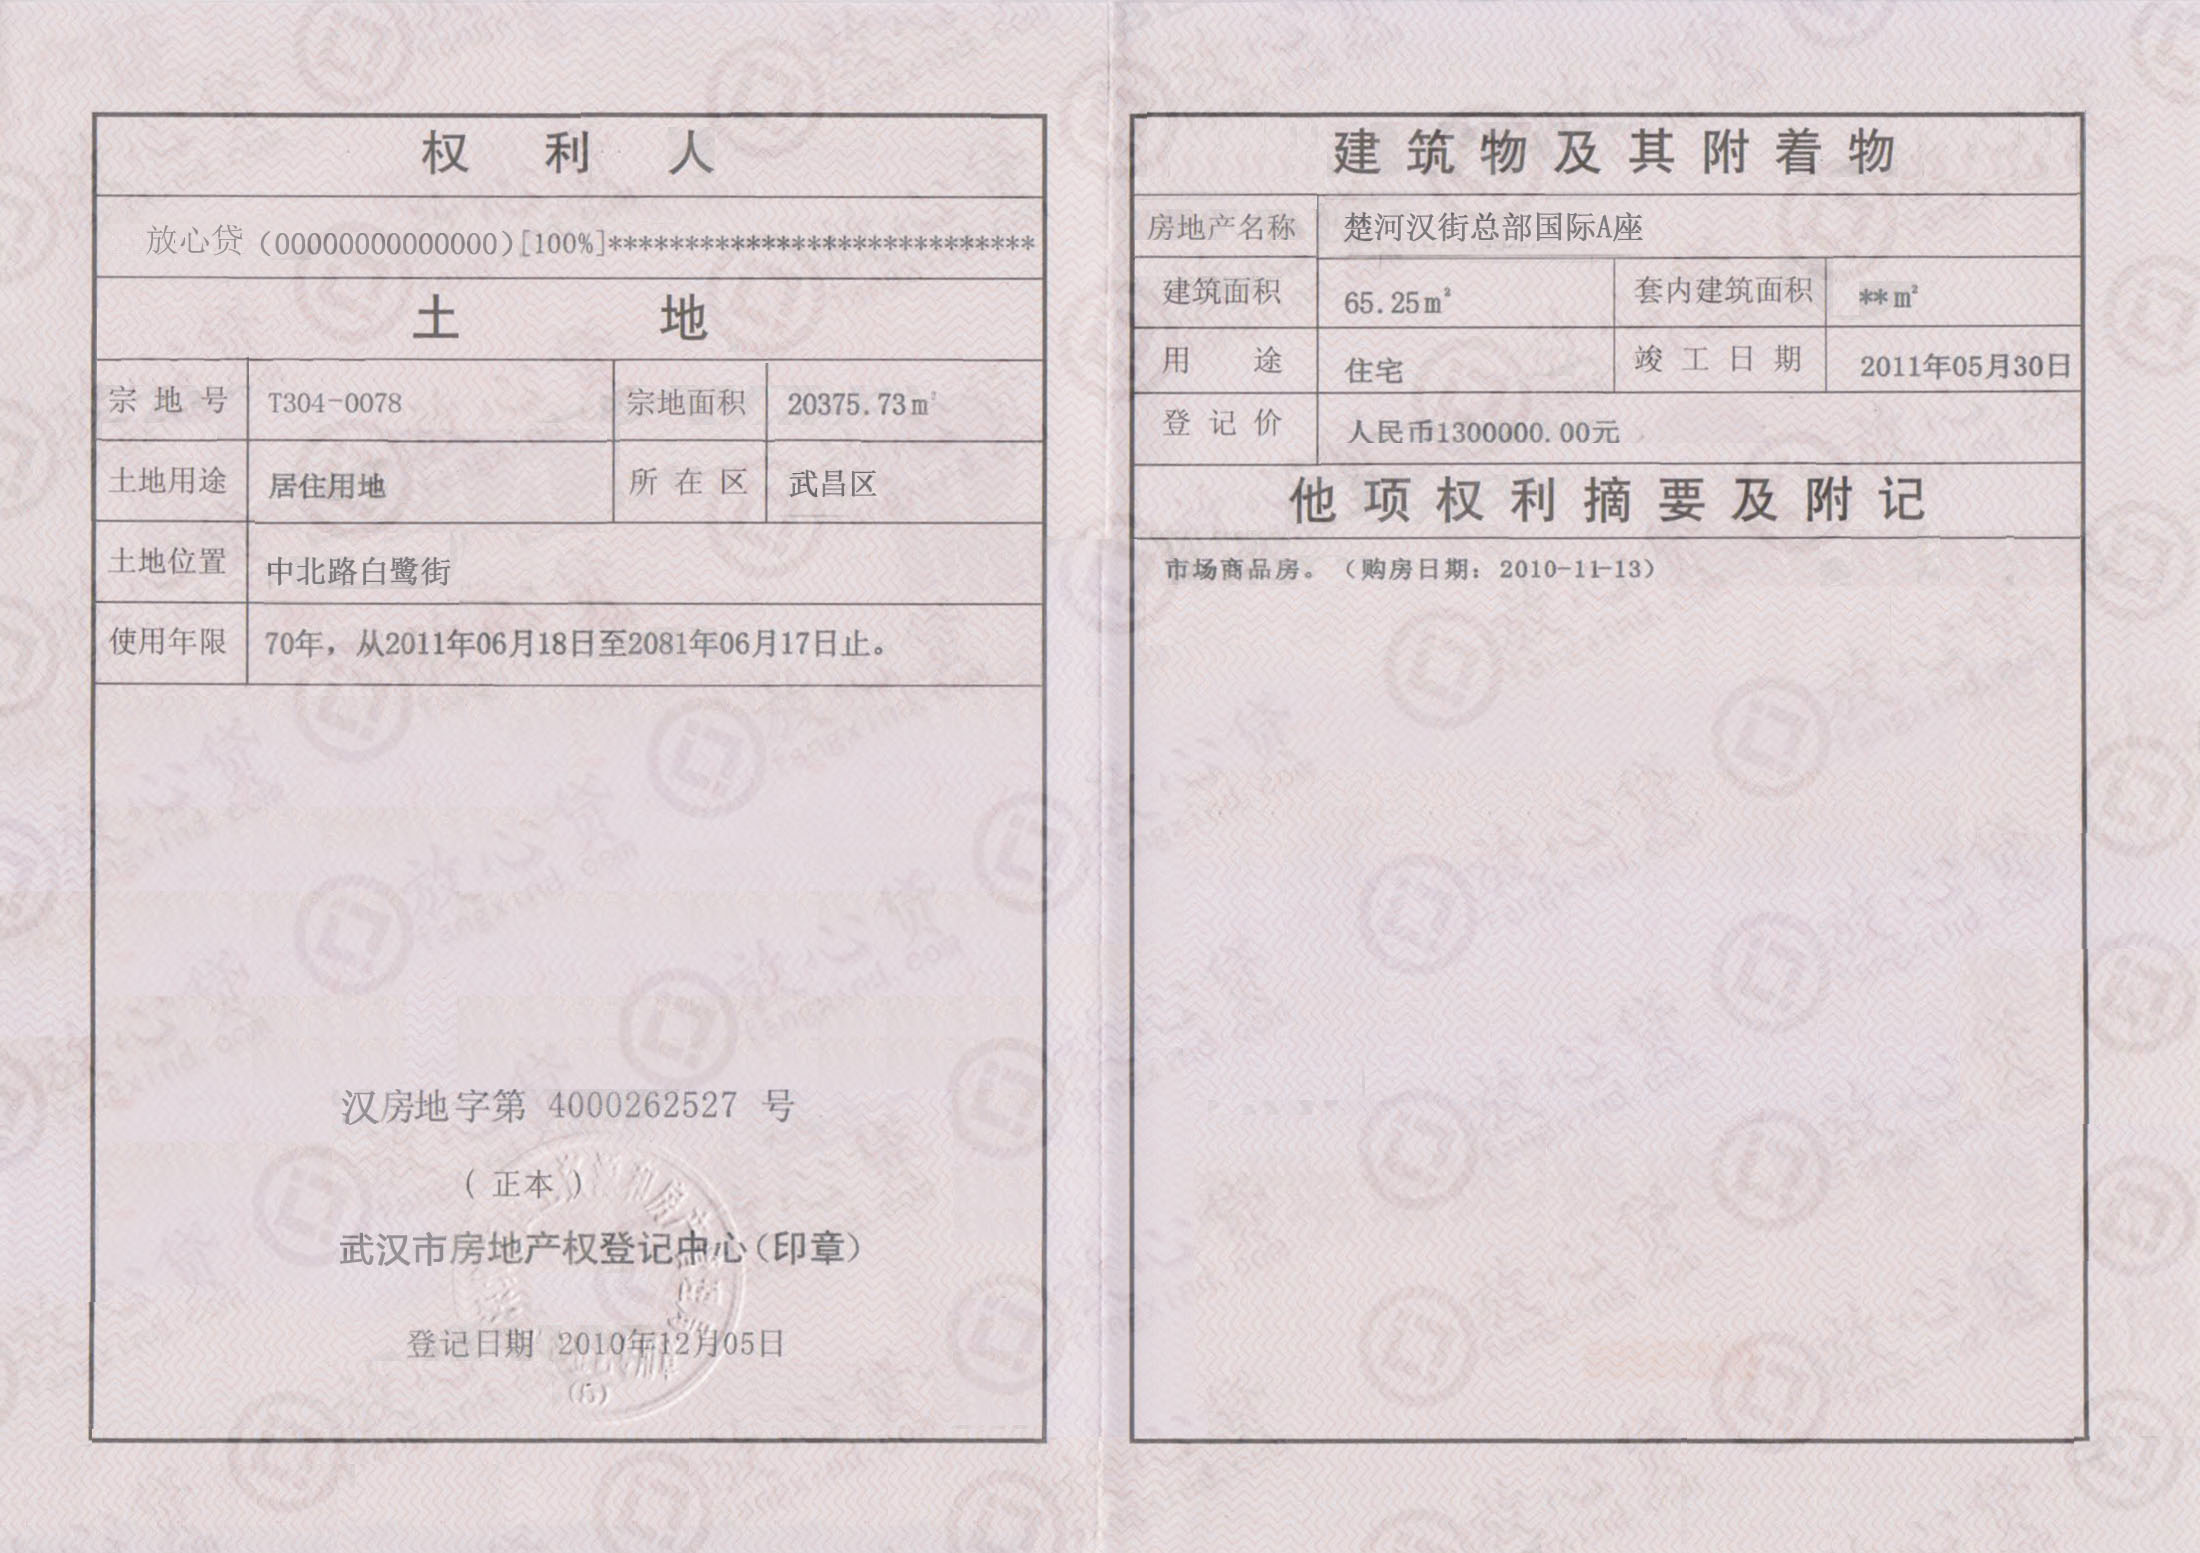 权利人
放心贷（00000000000000)[100%]****************************
土地
宗地号 T304-0078 宗地面积 20375.73㎡
土地用途 居住用地 所在区 武昌区
土地位置 中北路白鹭街
使用年限 70年，从2011年06月18日至2081年06月17日止。
汉房地字第 4000262527 号
（正本）
武汉市房地产权登记中心（印章）
登记日期 2010年12月05日
(5)
建筑物及其附着物
房地产名称 楚河汉街总部国际A座
建筑面积 65.25㎡ 套内建筑面积 **㎡
用途 住宅 竣工日期 2011年05月30日
登记价 人民币1300000.00元
他项权利摘要及附记
市场商品房。（购房日期：2010-11-13）
放心贷
fangxind.com